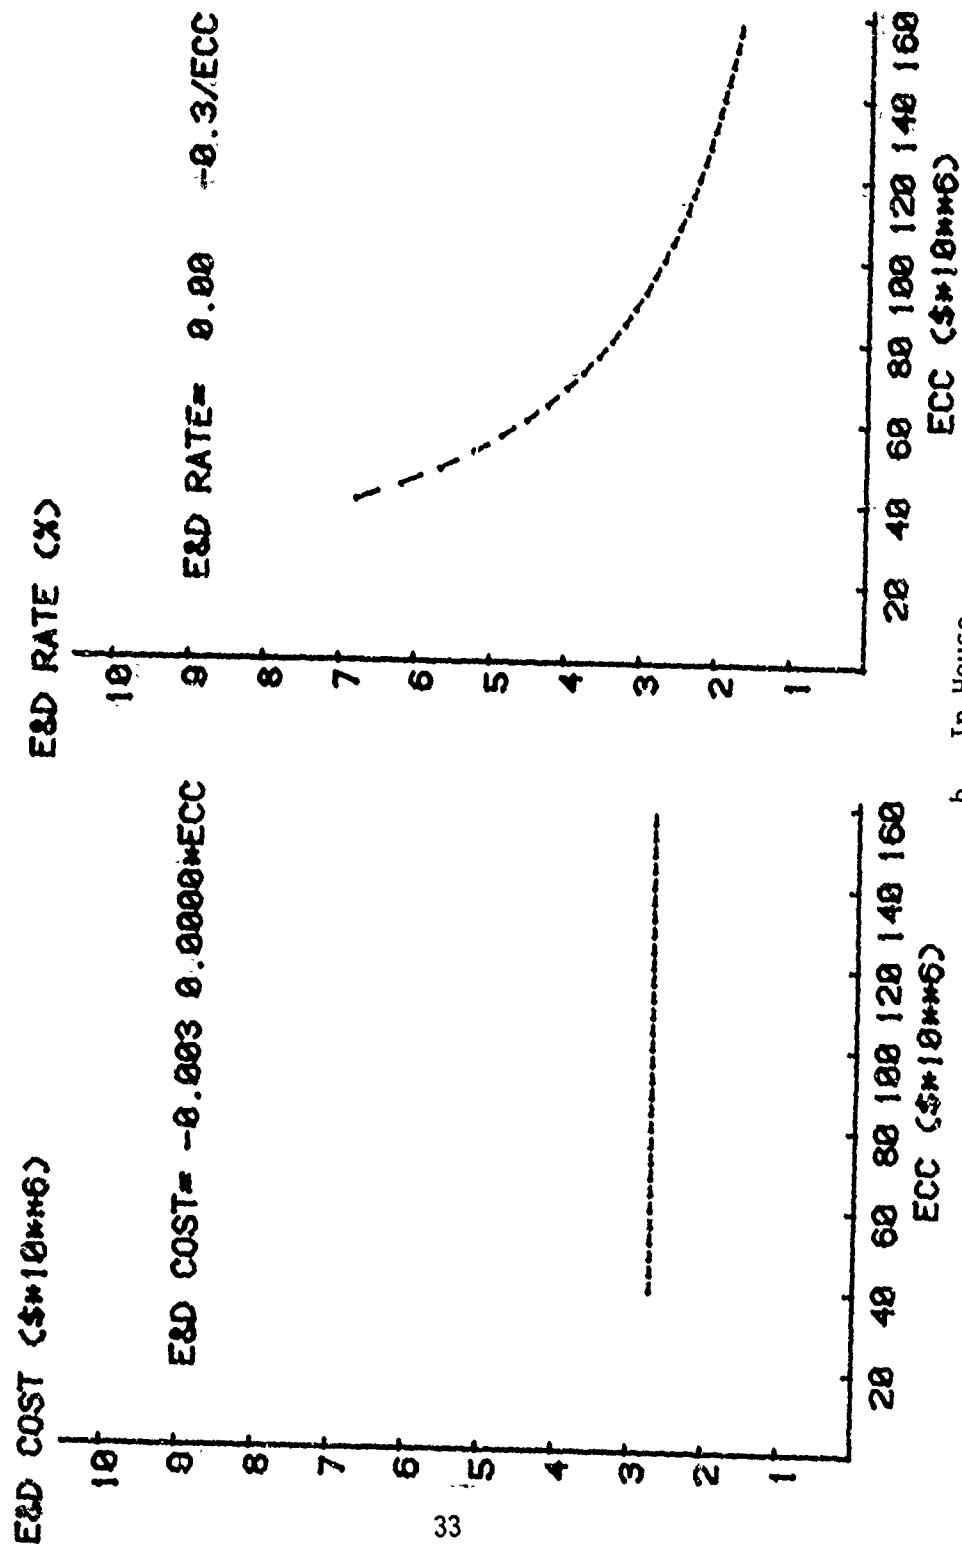 E&D COST ($*10**6)
10
9
8
7
6
5
4
3
2
1
E&D COST= -0.003 0.0000*ECC
20 40 60 80 100 120 140 160
ECC ($*10**6)
E&D RATE (%)
10
9
8
7
6
5
4
3
2
1
E&D RATE= 0.00 -0.3/ECC
20 40 60 80 100 120 140 160
ECC ($*10**6)
b In House
33